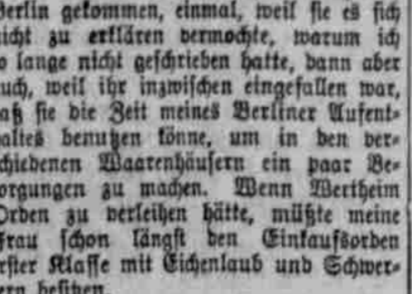 Berlin gekommen, einmal, weil sie es sich
nicht zu erklären vermochte, warum ich
so lange nicht geschrieben hatte, dann aber
auch, weil ihr inzwischen eingefallen war,
daß sie die Zeit meines Berliner Aufent-
haltes benutzen könne, um in den ver-
schiedenen Waarenhäusern ein paar Be-
sorgungen zu machen. Wenn Wertheim
Orden zu verleihen hätte, müßte meine
Frau schon längst den Einkaufsorden
erster Klasse mit Eichenlaub und Schwer-
tern besitzen.